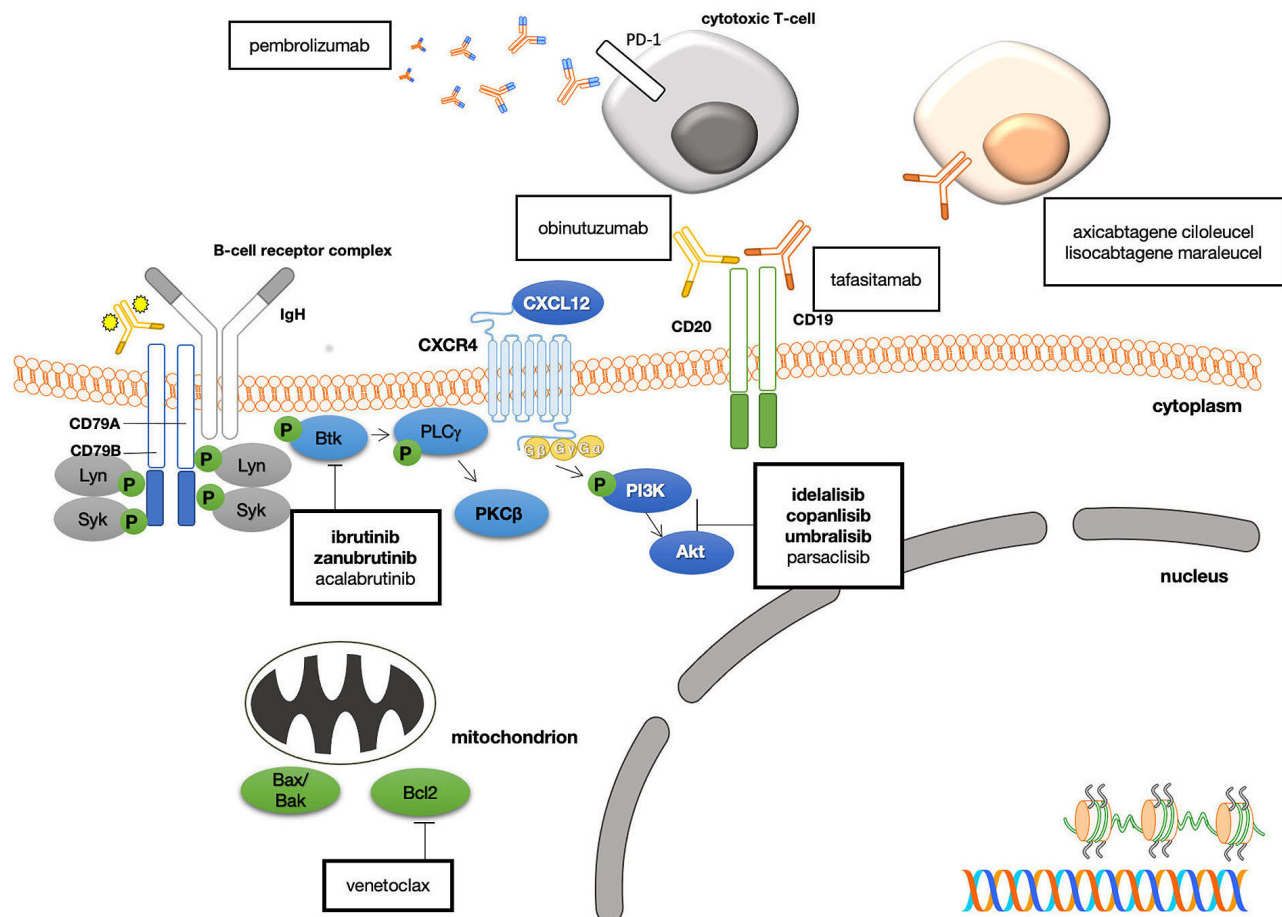 cytotoxic T-cell
pembrolizumab
PD-1
obinutuzumab
axicabtagene ciloleucel
lisocabtagene maraleucel
B-cell receptor complex
tafasitamab
CXCL12
IgH
CD20
CD19
CXCR4
cytoplasm
CD79A
CD79B
P
Btk
PLCγ
P
Gβ
Gγ
Gα
Lyn
P
P
Lyn
Syk
P
P
Syk
P
PI3K
PKCβ
Akt
idelalisib
copanlisib
umbralisib
parsaclisib
ibrutinib
zanubrutinib
acalabrutinib
nucleus
mitochondrion
Bax/
Bak
Bcl2
venetoclax